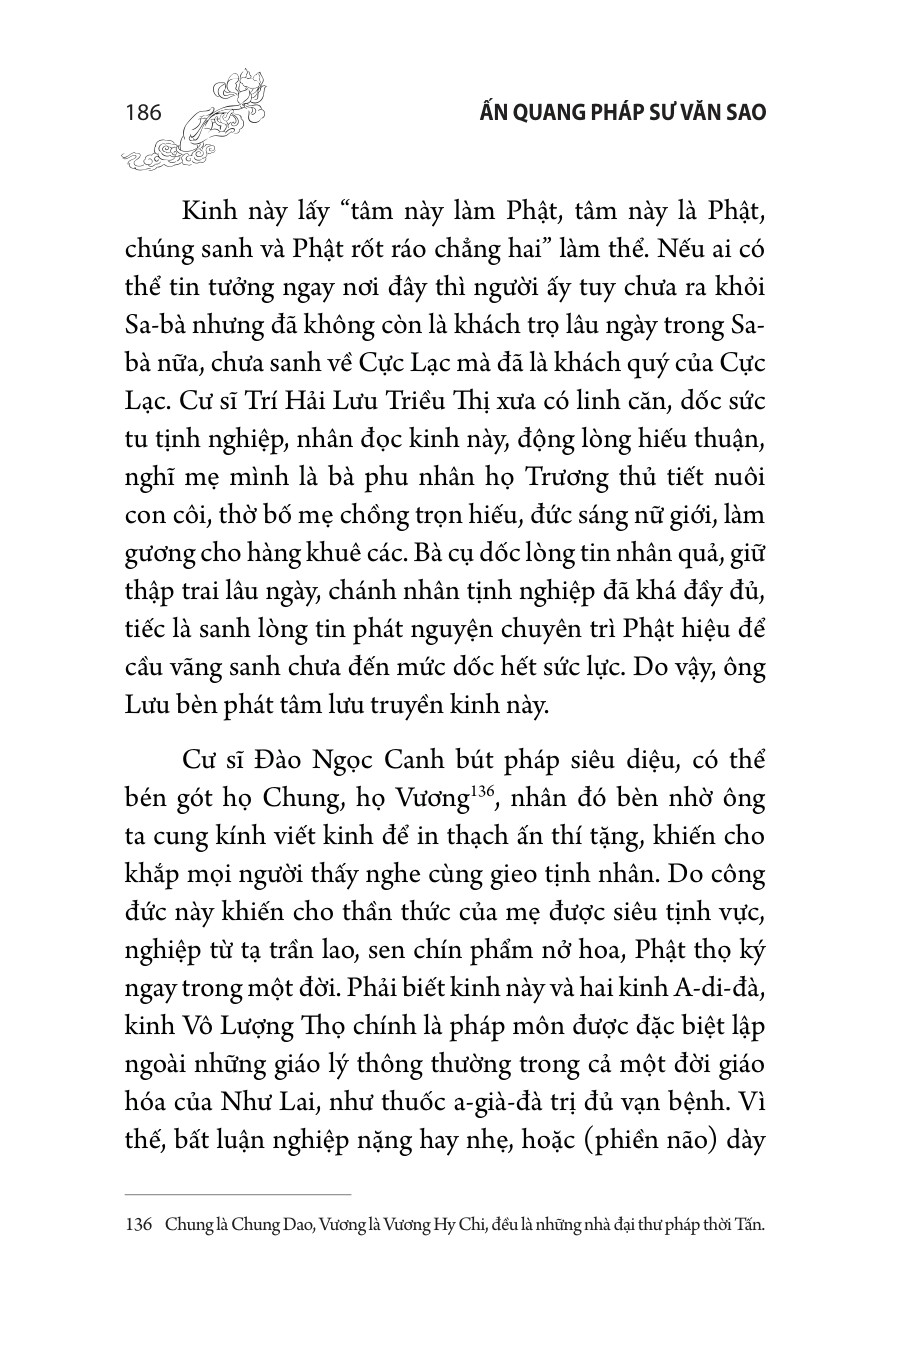 186
ẤN QUANG PHÁP SƯ VĂN SAO
Kinh này lấy “tâm này làm Phật, tâm này là Phật,
chúng sanh và Phật rốt ráo chẳng hai” làm thể. Nếu ai có
thể tin tưởng ngay nơi đây thì người ấy tuy chưa ra khỏi
Sa-bà nhưng đã không còn là khách trọ lâu ngày trong Sa-
bà nữa, chưa sanh về Cực Lạc mà đã là khách quý của Cực
Lạc. Cư sĩ Trí Hải Lưu Triều Thị xưa có linh căn, dốc sức
tu tịnh nghiệp, nhân đọc kinh này, động lòng hiếu thuận,
nghĩ mẹ mình là bà phu nhân họ Trương thủ tiết nuôi
con côi, thờ bố mẹ chồng trọn hiếu, đức sáng nữ giới, làm
gương cho hàng khuê các. Bà cụ dốc lòng tin nhân quả, giữ
thập trai lâu ngày, chánh nhân tịnh nghiệp đã khá đầy đủ,
tiếc là sanh lòng tin phát nguyện chuyên trì Phật hiệu để
cầu vãng sanh chưa đến mức dốc hết sức lực. Do vậy, ông
Lưu bèn phát tâm lưu truyền kinh này.
Cư sĩ Đào Ngọc Canh bút pháp siêu diệu, có thể
bén gót họ Chung, họ Vương136, nhân đó bèn nhờ ông
ta cung kính viết kinh để in thạch ấn thí tặng, khiến cho
khắp mọi người thấy nghe cùng gieo tịnh nhân. Do công
đức này khiến cho thần thức của mẹ được siêu tịnh vực,
nghiệp từ tạ trần lao, sen chín phẩm nở hoa, Phật thọ ký
ngay trong một đời. Phải biết kinh này và hai kinh A-di-đà,
kinh Vô Lượng Thọ chính là pháp môn được đặc biệt lập
ngoài những giáo lý thông thường trong cả một đời giáo
hóa của Như Lai, như thuốc a-già-đà trị đủ vạn bệnh. Vì
thế, bất luận nghiệp nặng hay nhẹ, hoặc (phiền não) dày
136 Chung là Chung Dao, Vương là Vương Hy Chi, đều là những nhà đại thư pháp thời Tấn.